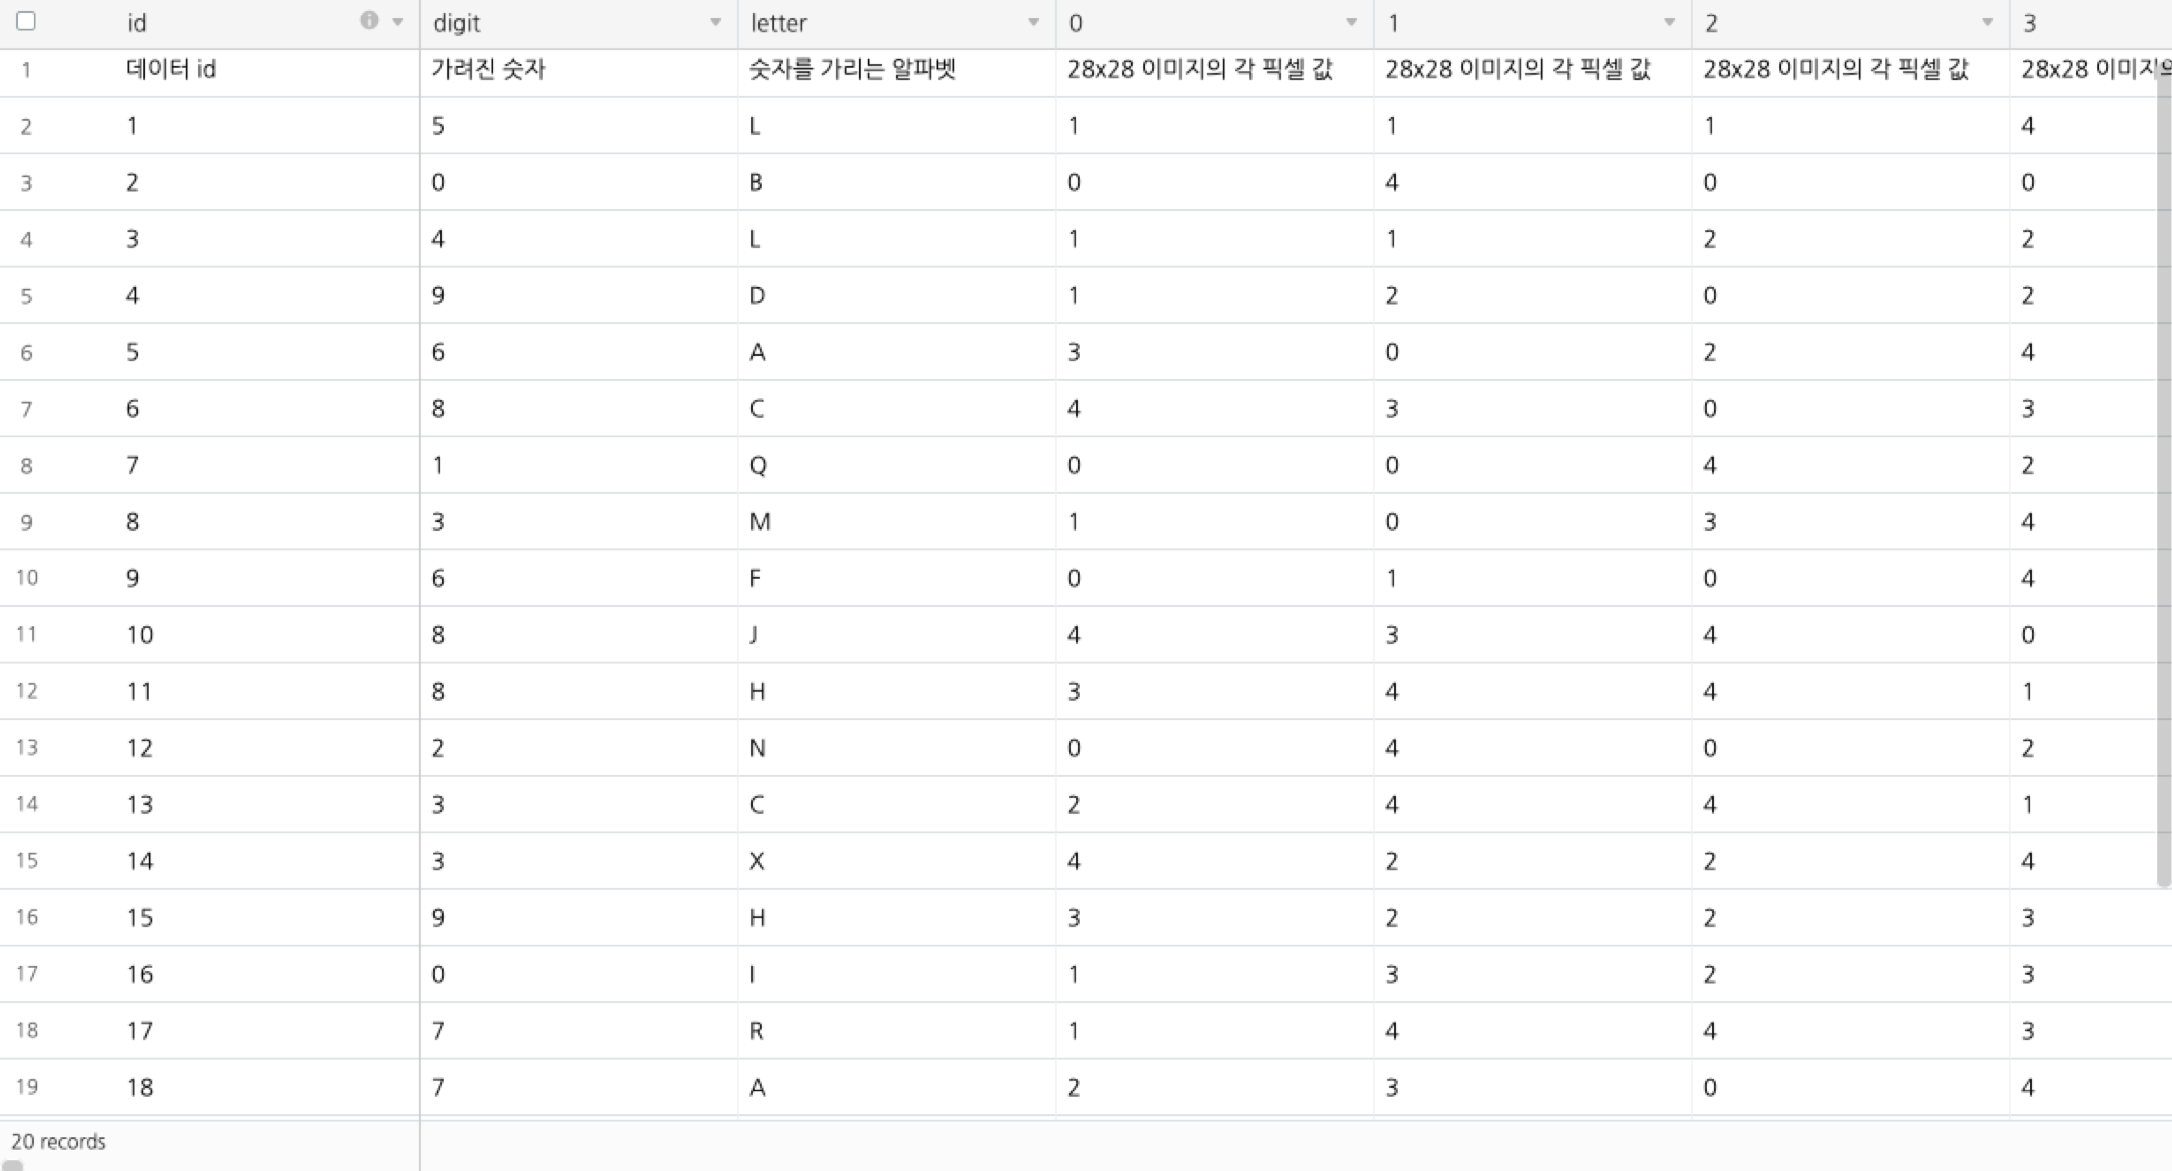 id digit letter 0 1 2 3
1 데이터 id 가려진 숫자 숫자를 가리는 알파벳 28x28 이미지의 각 픽셀 값 28x28 이미지의 각 픽셀 값 28x28 이미지의 각 픽셀 값 28x28 이미지의
2 1 5 L 1 1 1 4
3 2 0 B 0 4 0 0
4 3 4 L 1 1 2 2
5 4 9 D 1 2 0 2
6 5 6 A 3 0 2 4
7 6 8 C 4 3 0 3
8 7 1 Q 0 0 4 2
9 8 3 M 1 0 3 4
10 9 6 F 0 1 0 4
11 10 8 J 4 3 4 0
12 11 8 H 3 4 4 1
13 12 2 N 0 4 0 2
14 13 3 C 2 4 4 1
15 14 3 X 4 2 2 4
16 15 9 H 3 2 2 3
17 16 0 I 1 3 2 3
18 17 7 R 1 4 4 3
19 18 7 A 2 3 0 4
20 records